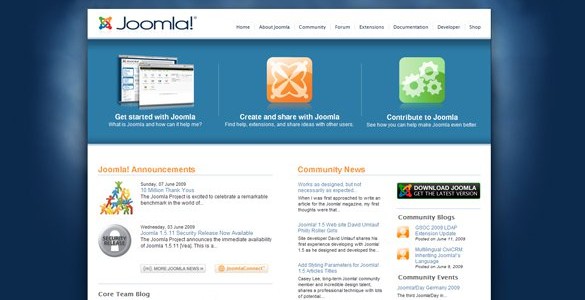 Joomla!
Home About Joomla Community Forum Extensions Documentation Developer Shop
Get started with Joomla
What is Joomla and how can it help me?
Create and share with Joomla
Find help, extensions, and share ideas with other users.
Contribute to Joomla
See how you can help make Joomla even better
Joomla! Announcements
Sunday, 07 June 2009
10 Million Thank Yous
The Joomla Project is excited to celebrate a remarkable
benchmark in the world of...
SECURITY
RELEASE
Wednesday, 03 June 2009
Joomla 1.5.11 Security Release Now Available
The Joomla Project announces the immediate availability
of Joomla 1.5.11 [Vea]. This is...
MORE JOOMLA NEWS
JoomlaConnect
Core Team Blog
Community News
Works as designed, but not
necessarily as expected.
When I was first approached to write an
article for the Joomla magazine, my first
thoughts were that...
Joomla! 1.5 Web site David Umlauf
Philly Roller Girls
Site developer David Umlauf shares his
first experience developing with Joomla!
1.5 as he designed and developed the...
Add String Parameters for Joomla!
1.5 Articles Titles
Casey Lee, long-time Joomla! community
member and incredible design talent,
shares a professional technique with lots
of potential...
DOWNLOAD JOOMLA
GET THE LATEST VERSION
Community Blogs
GSOC 2009 LDAP
Extension Update
Posted on June 11, 2009
Multilingual CiviCRM
Inheriting Joomla!'s
Language
Posted on June 9, 2009
Community Events
JoomlaDay Germany 2009
The third JoomlaDay in Germany...